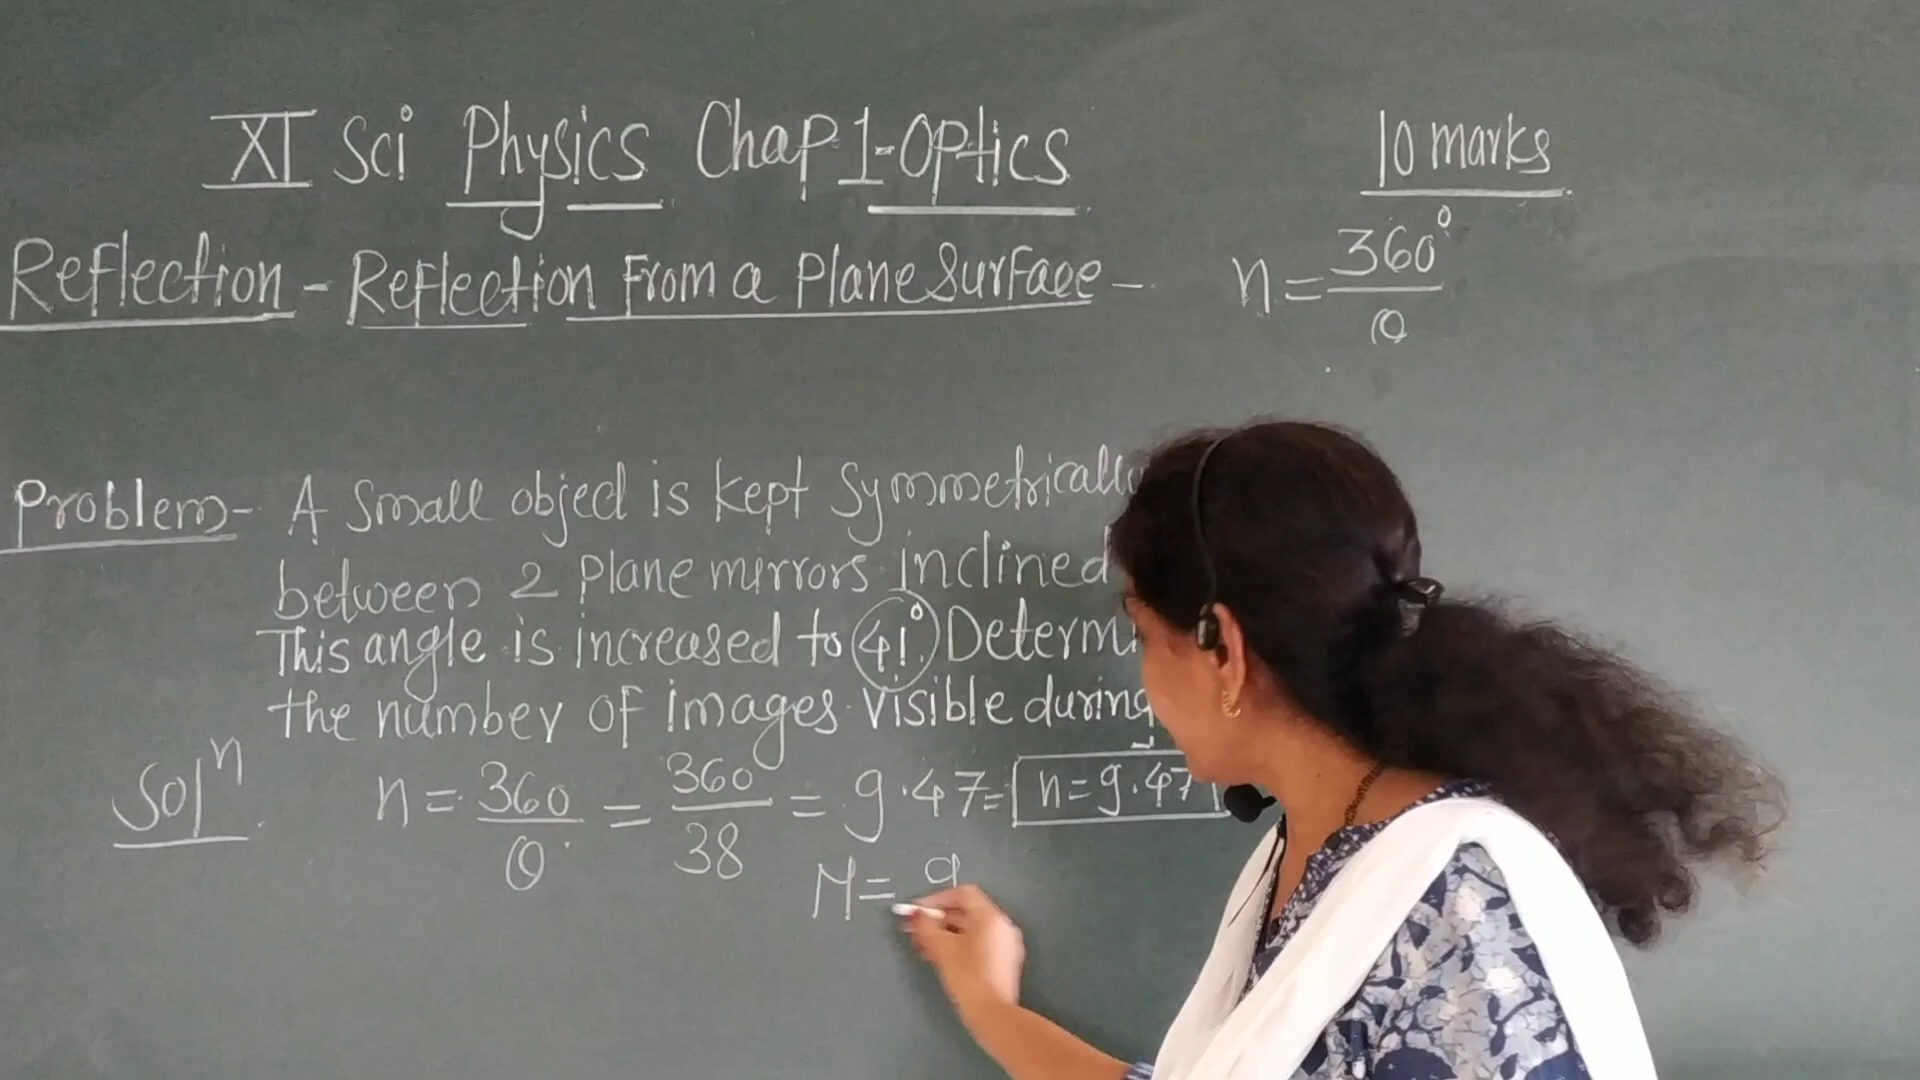 XI Sci Physics Chap 1-Optics
10 marks
Reflection - Reflection From a Plane Surface -
n = 360° / θ
Problem - A Small object is kept Symmetrically
between 2 Plane mirrors inclined
This angle is increased to 41°. Determi
the number of images visible during
Solⁿ n = 360 / θ = 360 / 38 = 9.47 = n = 9.47
N = 9